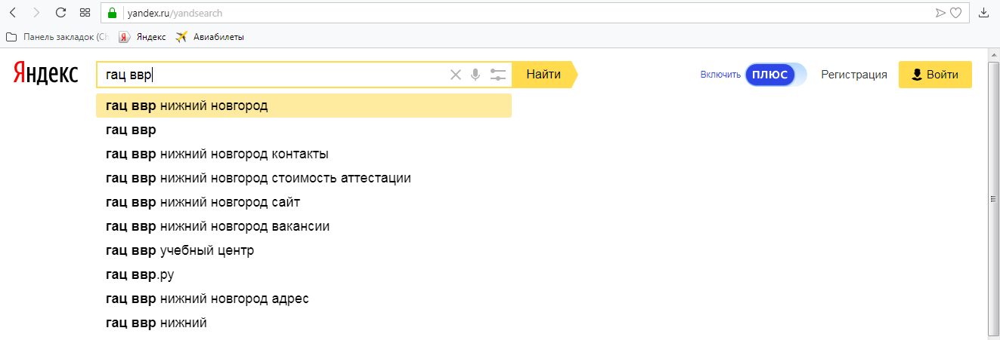 yandex.ru/yandsearch
Панель закладок (Ch
Яндекс
Авиабилеты
Яндекс
гац ввр
Найти
Включить
ПЛЮС
Регистрация
Войти
гац ввр нижний новгород
гац ввр
гац ввр нижний новгород контакты
гац ввр нижний новгород стоимость аттестации
гац ввр нижний новгород сайт
гац ввр нижний новгород вакансии
гац ввр учебный центр
гац ввр.ру
гац ввр нижний новгород адрес
гац ввр нижний